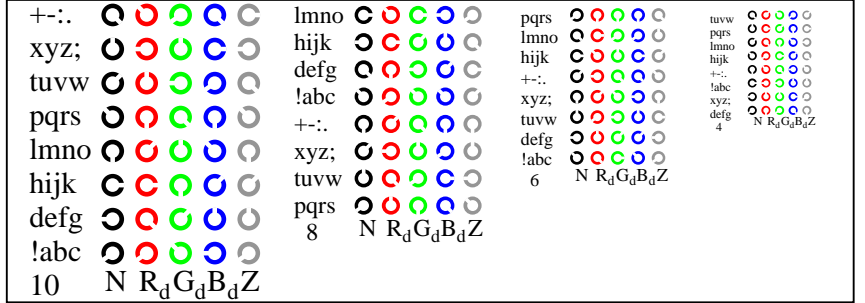 +-:.
xyz;
tuvw
pqrs
lmno
hijk
defg
!abc
10 N RdGdBdZ
lmno
hijk
defg
!abc
+-:.
xyz;
tuvw
pqrs
8 N RdGdBdZ
pqrs
lmno
hijk
+-:.
xyz;
tuvw
defg
!abc
6 N RdGdBdZ
tuvw
pqrs
lmno
hijk
+-:.
!abc
xyz;
defg
4 N RdGdBdZ